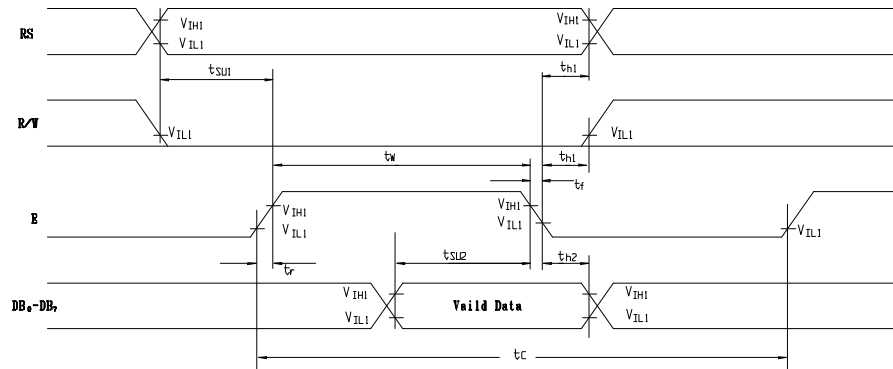 RS
VIH1
VIL1
VIH1
VIL1
tSU1
th1
R/W
VIL1
VIL1
tW
th1
tf
E
VIH1
VIL1
VIH1
VIL1
VIL1
tr
tSU2
th2
DB0-DB7
VIH1
VIL1
Vaild Data
VIH1
VIL1
tC